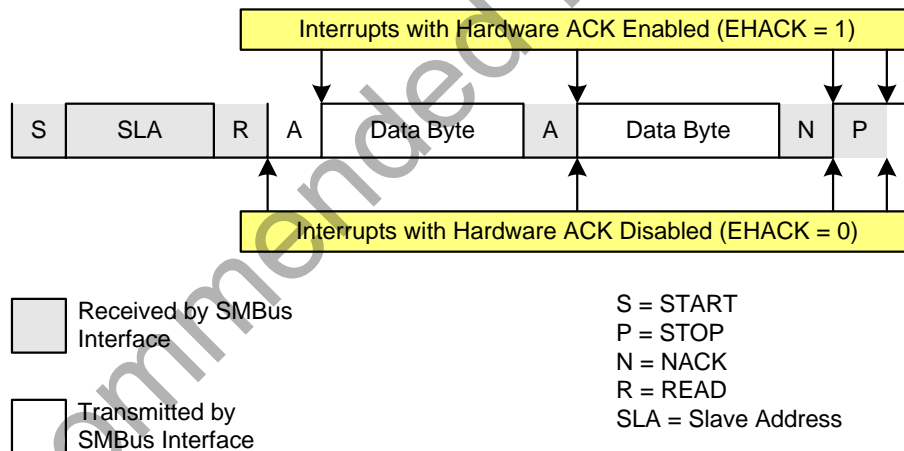 Interrupts with Hardware ACK Enabled (EHACK = 1)
S SLA R A Data Byte A Data Byte N P
Interrupts with Hardware ACK Disabled (EHACK = 0)
Received by SMBus
Interface
Transmitted by
SMBus Interface
S = START
P = STOP
N = NACK
R = READ
SLA = Slave Address
ommended